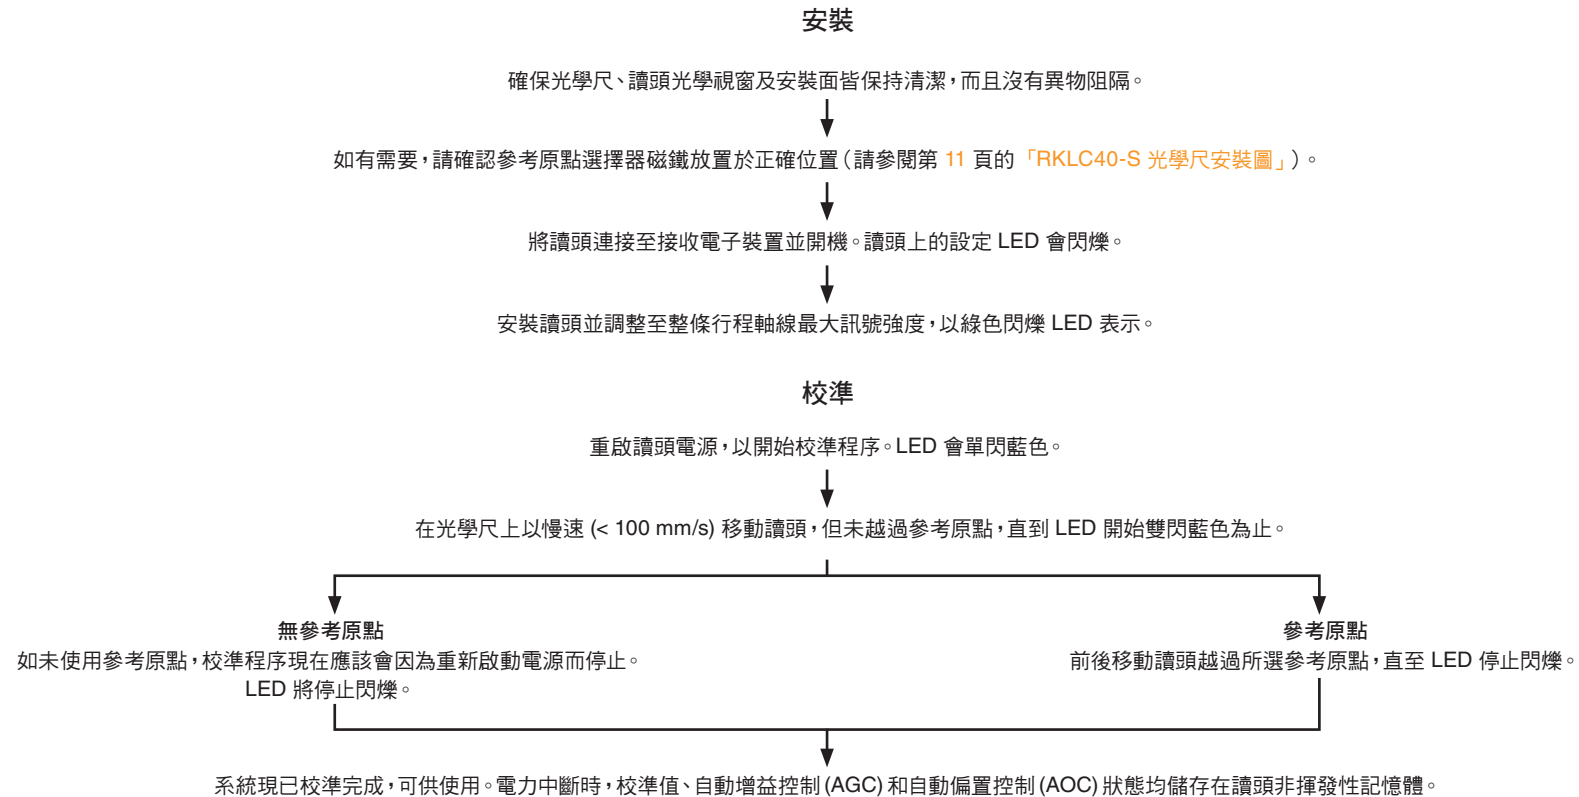 安裝
確保光學尺、讀頭光學視窗及安裝面皆保持清潔，而且沒有異物阻隔。
如有需要，請確認參考原點選擇器磁鐵放置於正確位置（請參閱第 11 頁的「RKLC40-S 光學尺安裝圖」）。
將讀頭連接至接收電子裝置並開機。讀頭上的設定 LED 會閃爍。
安裝讀頭並調整至整條行程軸線最大訊號強度，以綠色閃爍 LED 表示。
校準
重啟讀頭電源，以開始校準程序。LED 會單閃藍色。
在光學尺上以慢速 (< 100 mm/s) 移動讀頭，但未越過參考原點，直到 LED 開始雙閃藍色為止。
無參考原點
如未使用參考原點，校準程序現在應該會因為重新啟動電源而停止。
LED 將停止閃爍。
參考原點
前後移動讀頭越過所選參考原點，直至 LED 停止閃爍。
系統現已校準完成，可供使用。電力中斷時，校準值、自動增益控制 (AGC) 和自動偏置控制 (AOC) 狀態均儲存在讀頭非揮發性記憶體。